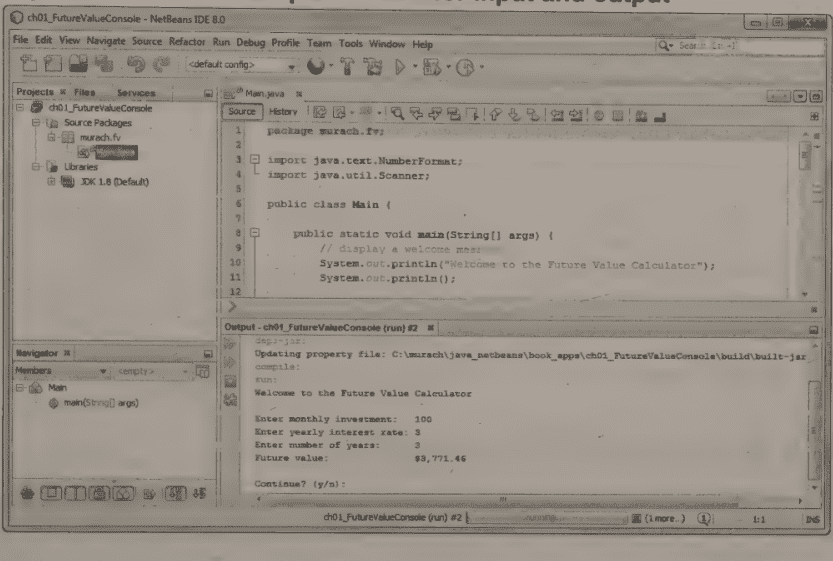 for Input and output
ch01_FutureValueConsole - NetBeans IDE 8.0
File Edit View Navigate Source Refactor Run Debug Profile Team Tools Window Help
<default config>
Projects Files Services
ch01_FutureValueConsole
Source Packages
murach.fv
Libraries
JDK 1.8 (Default)
Main.java
Source History
1 package murach.fv;
2
3 import java.text.NumberFormat;
4 import java.util.Scanner;
5
6 public class Main {
7
8 public static void main(String[] args) {
9 // display a welcome
10 System.out.println("Welcome to the Future Value Calculator");
11 System.out.println();
12
Output - ch01_FutureValueConsole (run) #2
Updating property file: C:\murach\java_netbeans\book_apps\ch01_FutureValueConsole\build\built-jar
compile:
run:
Welcome to the Future Value Calculator
Enter monthly investment: 100
Enter yearly interest rate: 3
Enter number of years: 3
Future value: $3,771.46
Continue? (y/n):
Navigator
Members <empty>
Main
main(String[] args)
ch01_FutureValueConsole (run) #2
(1 more...)
1:1
INS